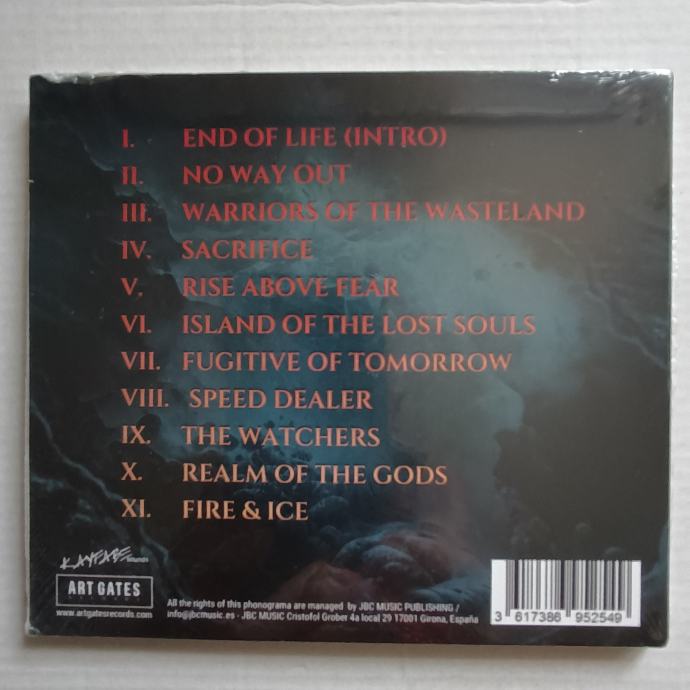 I. END OF LIFE (INTRO)
II. NO WAY OUT
III. WARRIORS OF THE WASTELAND
IV. SACRIFICE
V. RISE ABOVE FEAR
VI. ISLAND OF THE LOST SOULS
VII. FUGITIVE OF TOMORROW
VIII. SPEED DEALER
IX. THE WATCHERS
X. REALM OF THE GODS
XI. FIRE & ICE
KAYFABE sounds
ART GATES
RECORDS
www.artgatesrecords.com
All the rights of this phonograma are managed by JBC MUSIC PUBLISHING /
info@jbcmusic.es - JBC MUSIC Cristofol Grober 4a local 29 17001 Girona, España
3 617386 952549